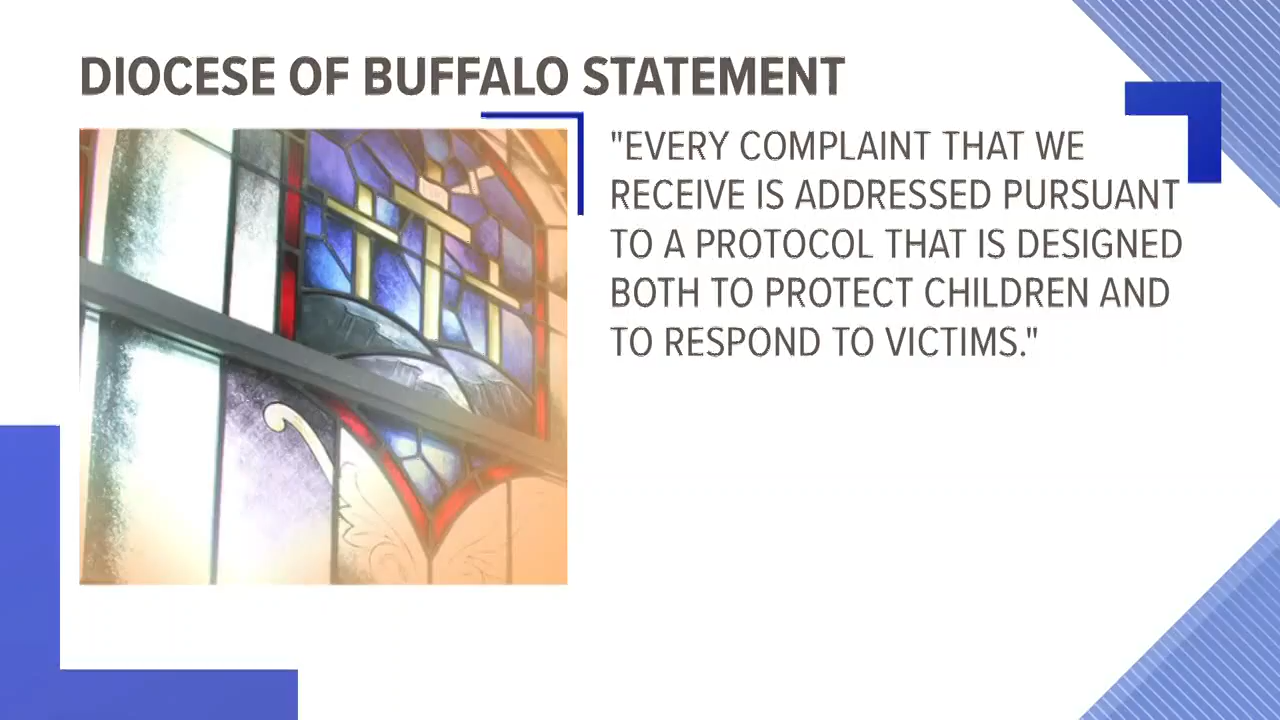 DIOCESE OF BUFFALO STATEMENT
"EVERY COMPLAINT THAT WE
RECEIVE IS ADDRESSED PURSUANT
TO A PROTOCOL THAT IS DESIGNED
BOTH TO PROTECT CHILDREN AND
TO RESPOND TO VICTIMS."